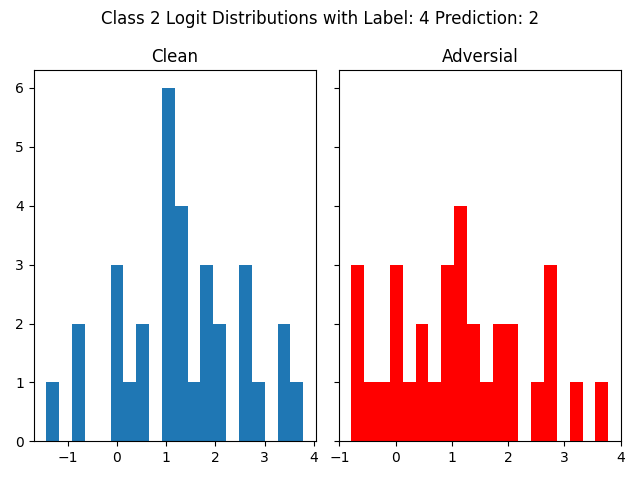 Class 2 Logit Distributions with Label: 4 Prediction: 2
Clean
Adversial
6
5
4
3
2
1
0
−1 0 1 2 3 4
−1 0 1 2 3 4